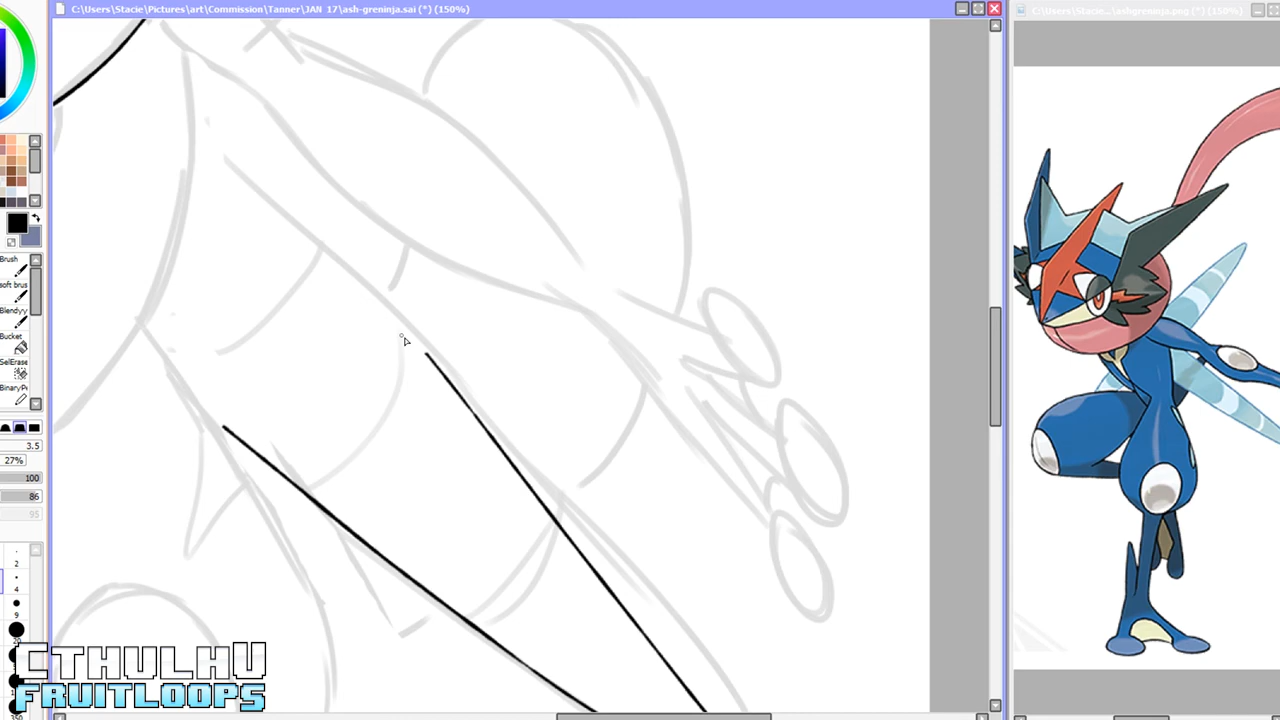 C:\Users\Stacie\Pictures\art\Commission\Tanner\JAN 17\ash-greninja.sai (*) (150%)
C:\Users\Stacie...\ashgreninja.png (*) (150%)
Brush
soft brus
Blendyy
Bucket
SelErase
BinaryPe
3.5
27%
100
86
95
2
4
9
CTHULHU
FRUITLOOPS